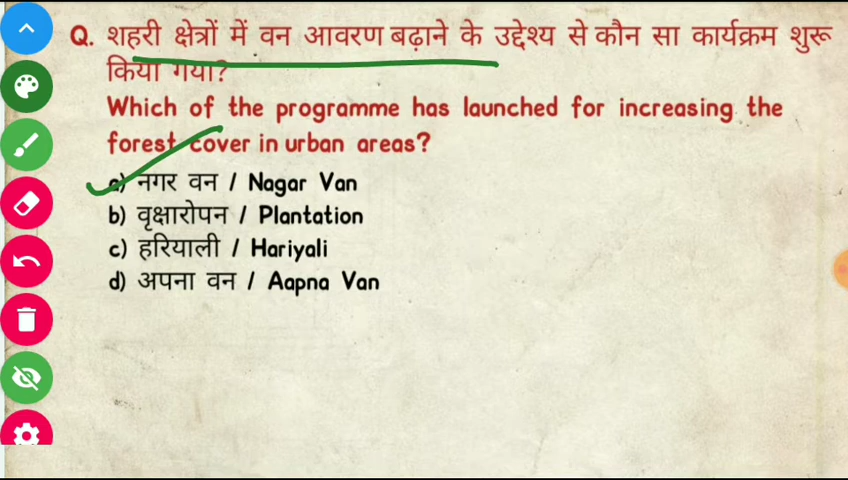 Q. शहरी क्षेत्रों में वन आवरण बढ़ाने के उद्देश्य से कौन सा कार्यक्रम शुरू
किया गया?
Which of the programme has launched for increasing the
forest cover in urban areas?
a) नगर वन / Nagar Van
b) वृक्षारोपन / Plantation
c) हरियाली / Hariyali
d) अपना वन / Aapna Van